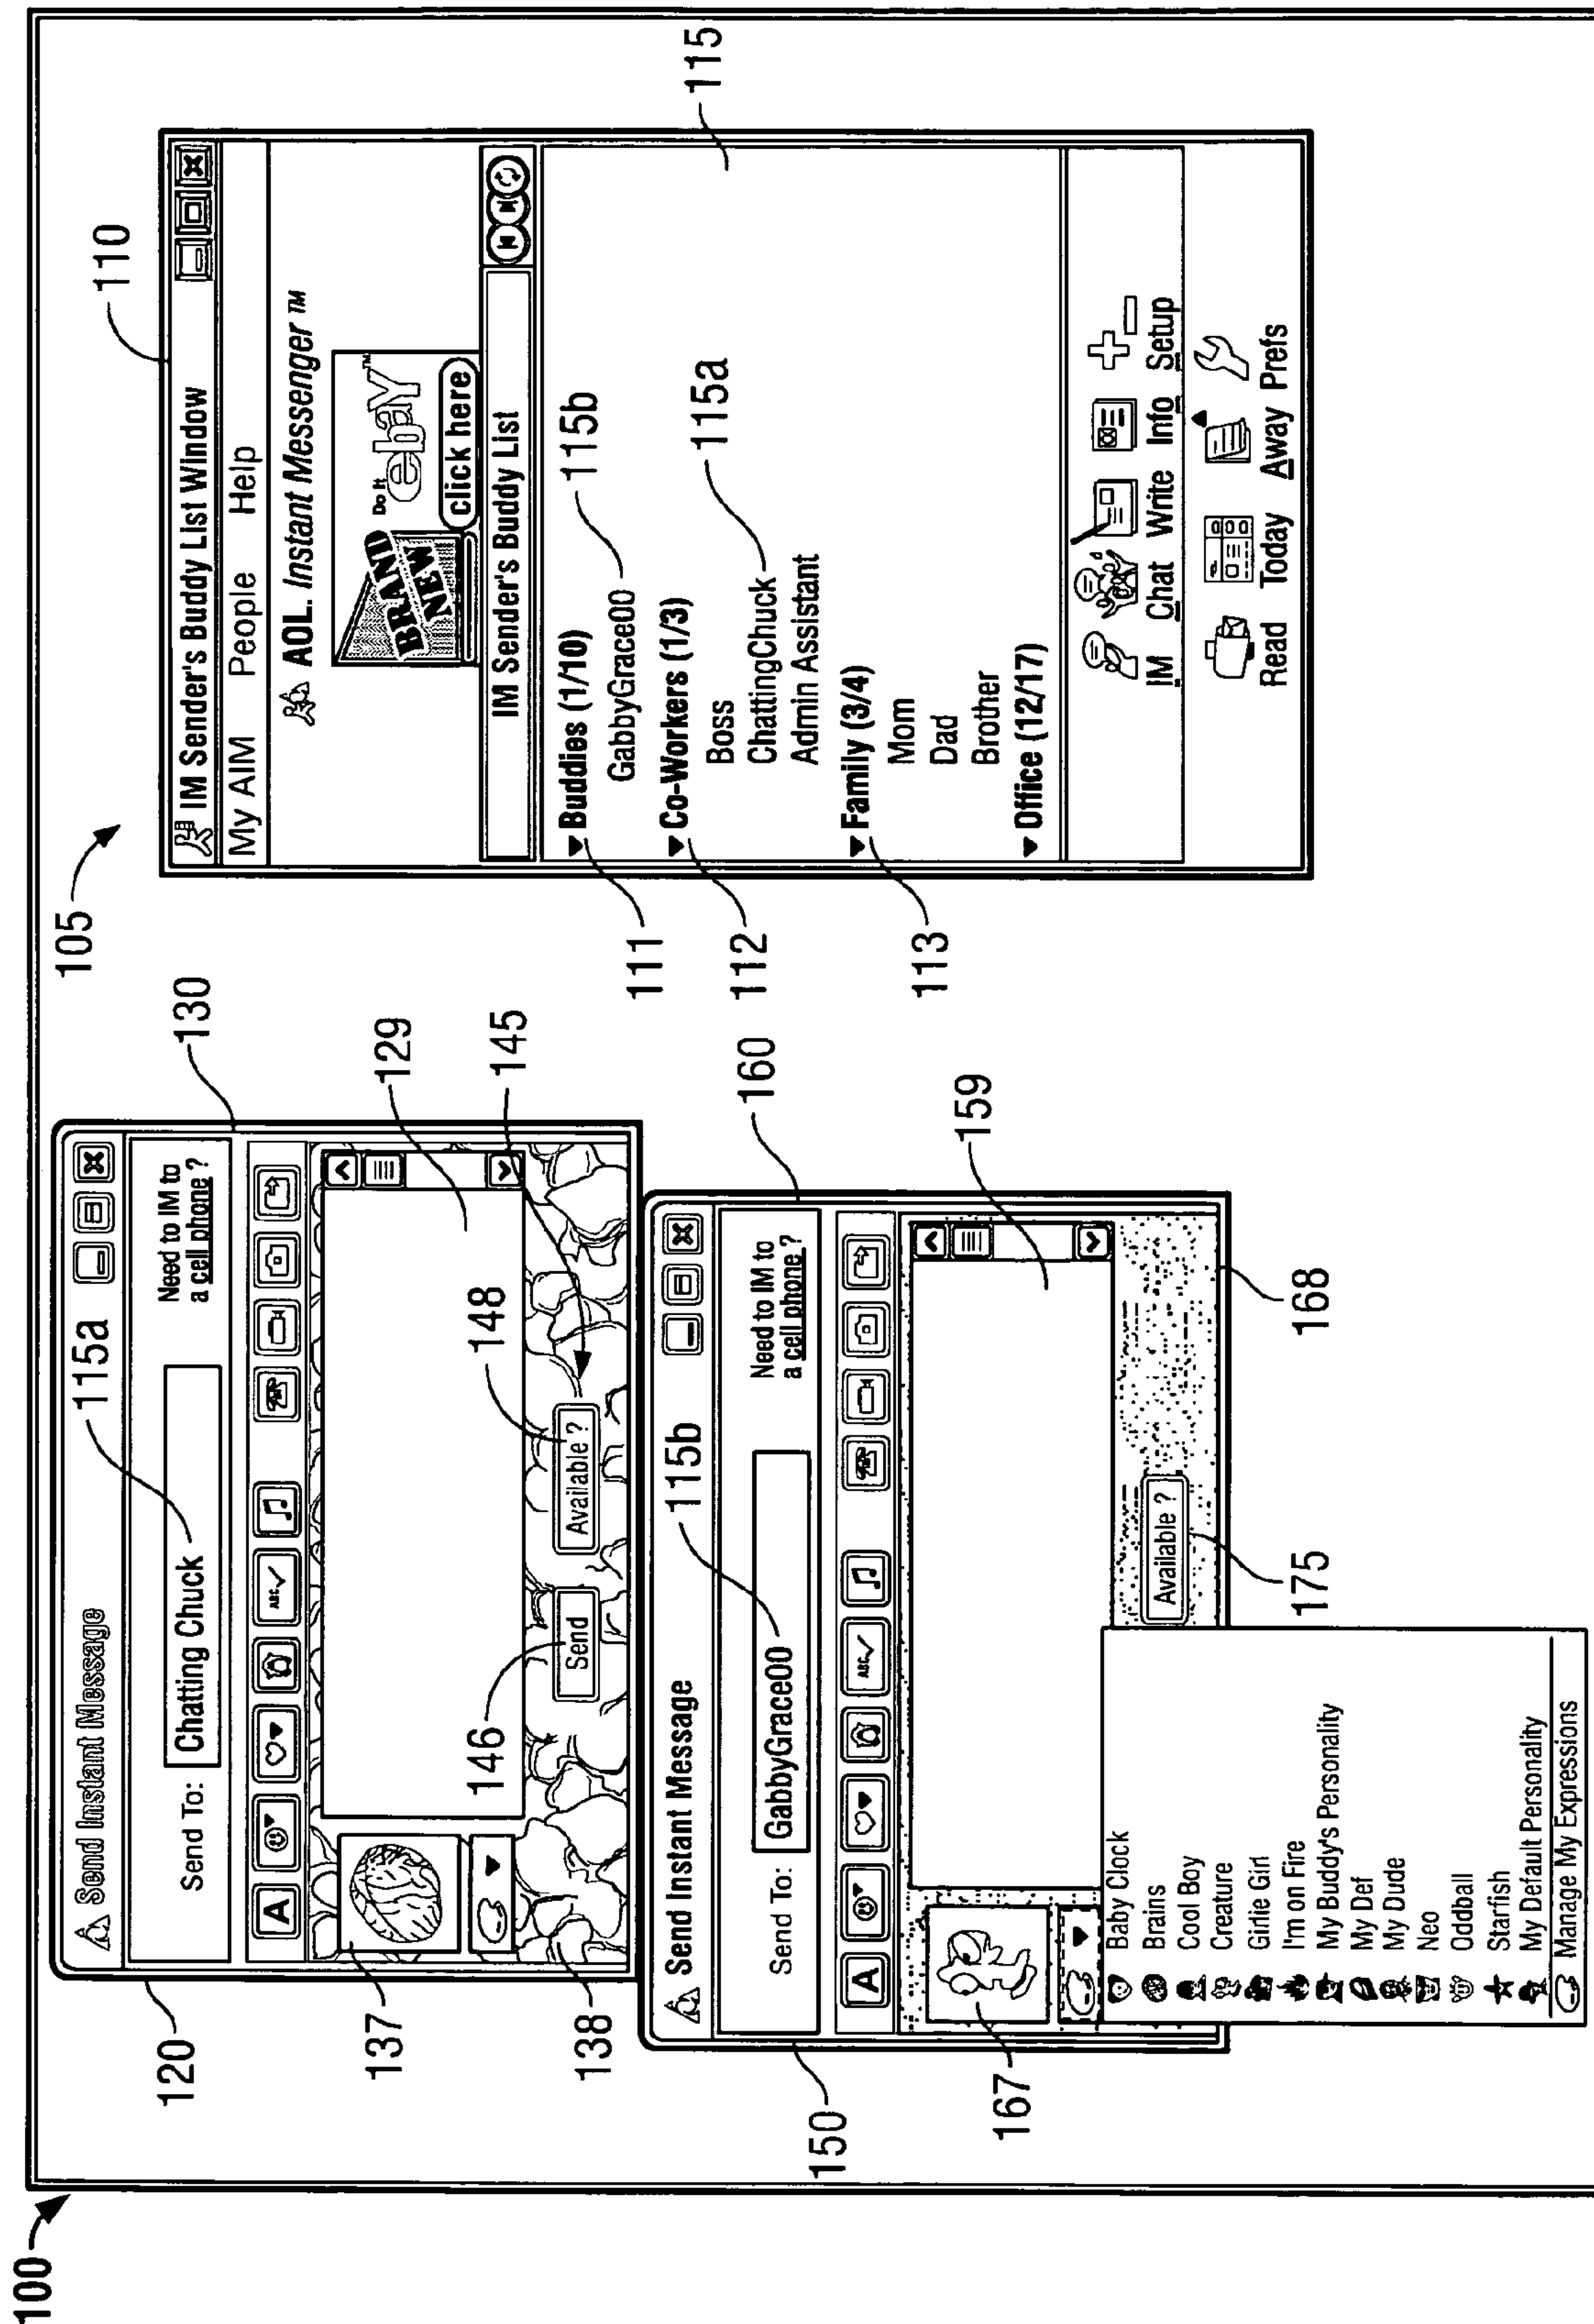 100
105
110
IM Sender's Buddy List Window
My AIM People Help
AOL. Instant Messenger ™
BRAND
NEW
Do It
ebaY™
click here
IM Sender's Buddy List
115
111
Buddies (1/10)
115b
GabbyGrace00
112
Co-Workers (1/3)
Boss
ChattingChuck
115a
Admin Assistant
113
Family (3/4)
Mom
Dad
Brother
Office (12/17)
IM Chat Write Info Setup
Read Today Away Prefs
120
130
Send Instant Message
115a
Send To: Chatting Chuck
Need to IM to
a cell phone ?
A
ABC
129
137
138
145
146
Send
148
Available ?
150
160
Send Instant Message
115b
Send To: GabbyGrace00
Need to IM to
a cell phone ?
A
ABC
159
167
168
Available ?
175
Baby Clock
Brains
Cool Boy
Creature
Girlie Girl
I'm on Fire
My Buddy's Personality
My Def
My Dude
Neo
Oddball
Starfish
My Default Personality
Manage My Expressions